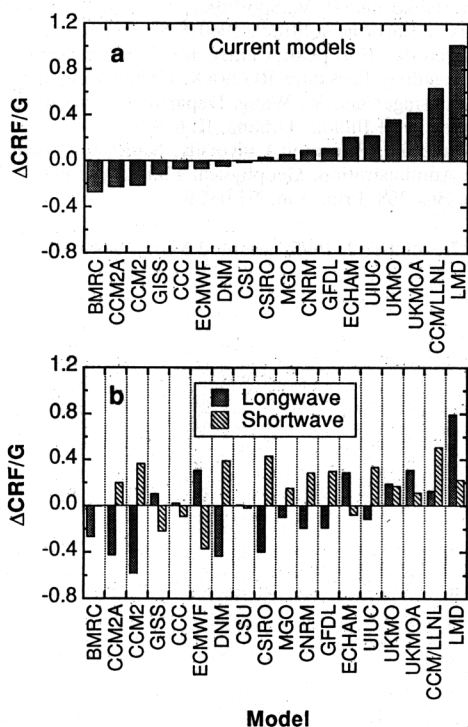 a
Current models
ΔCRF/G
1.2
0.8
0.4
0.0
-0.4
-0.8
BMRC
CCM2A
CCM2
GISS
CCC
ECMWF
DNM
CSU
CSIRO
MGO
CNRM
GFDL
ECHAM
UIUC
UKMO
UKMOA
CCM/LLNL
LMD
b
Longwave
Shortwave
ΔCRF/G
1.2
0.8
0.4
0.0
-0.4
-0.8
BMRC
CCM2A
CCM2
GISS
CCC
ECMWF
DNM
CSU
CSIRO
MGO
CNRM
GFDL
ECHAM
UIUC
UKMO
UKMOA
CCM/LLNL
LMD
Model